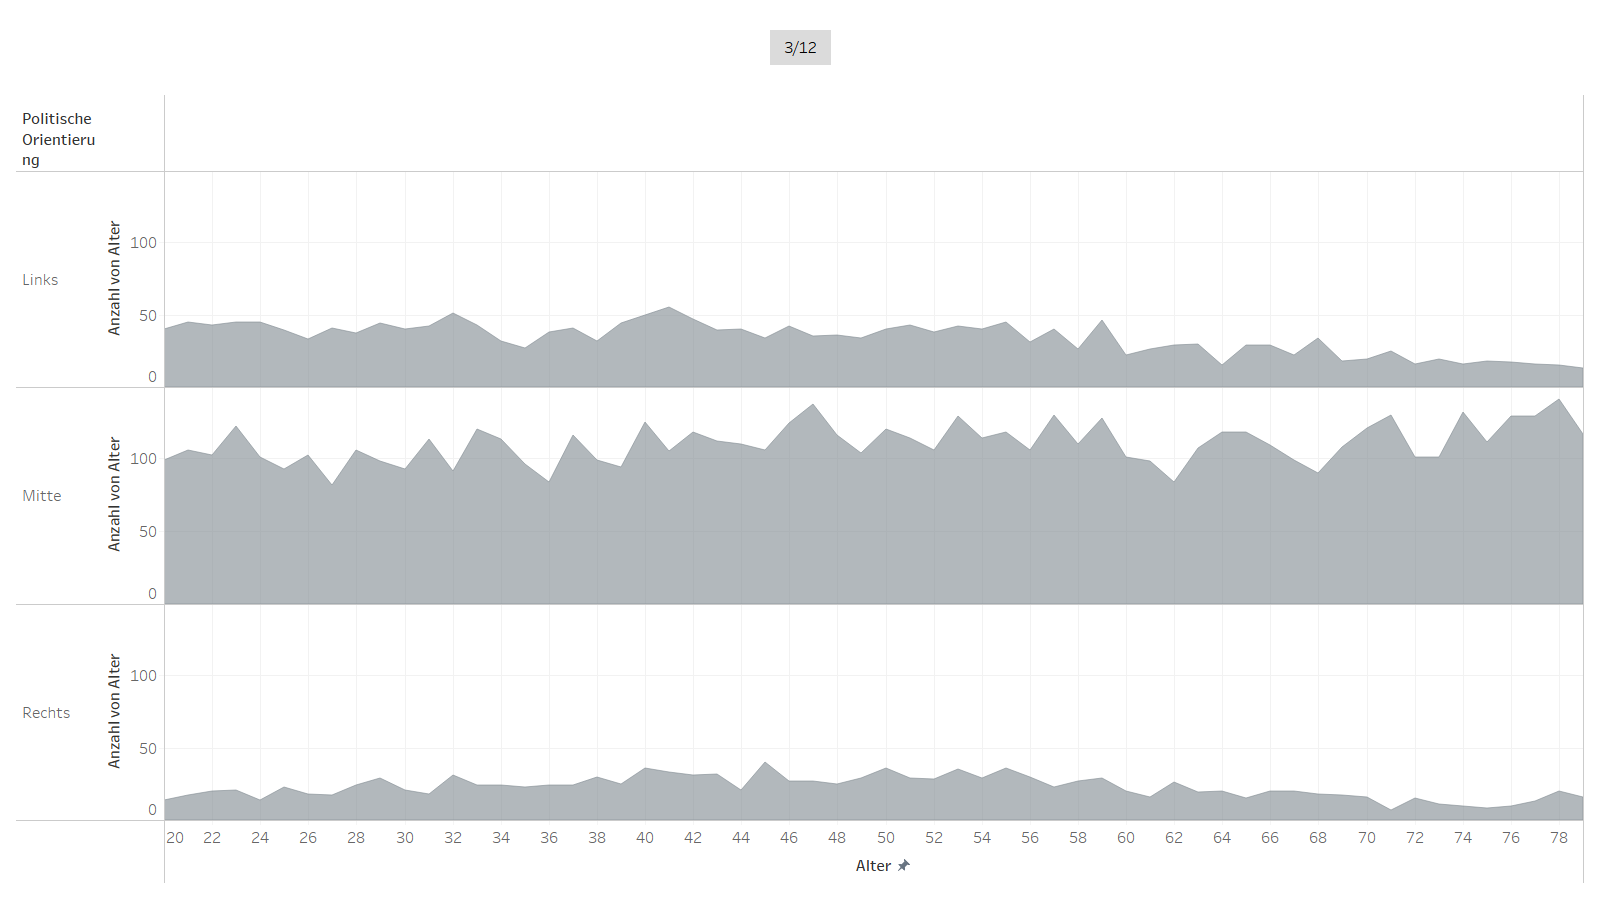 3/12
Politische
Orientieru
ng
Links
Anzahl von Alter
100
50
0
Mitte
Anzahl von Alter
100
50
0
Rechts
Anzahl von Alter
100
50
0
20 22 24 26 28 30 32 34 36 38 40 42 44 46 48 50 52 54 56 58 60 62 64 66 68 70 72 74 76 78
Alter